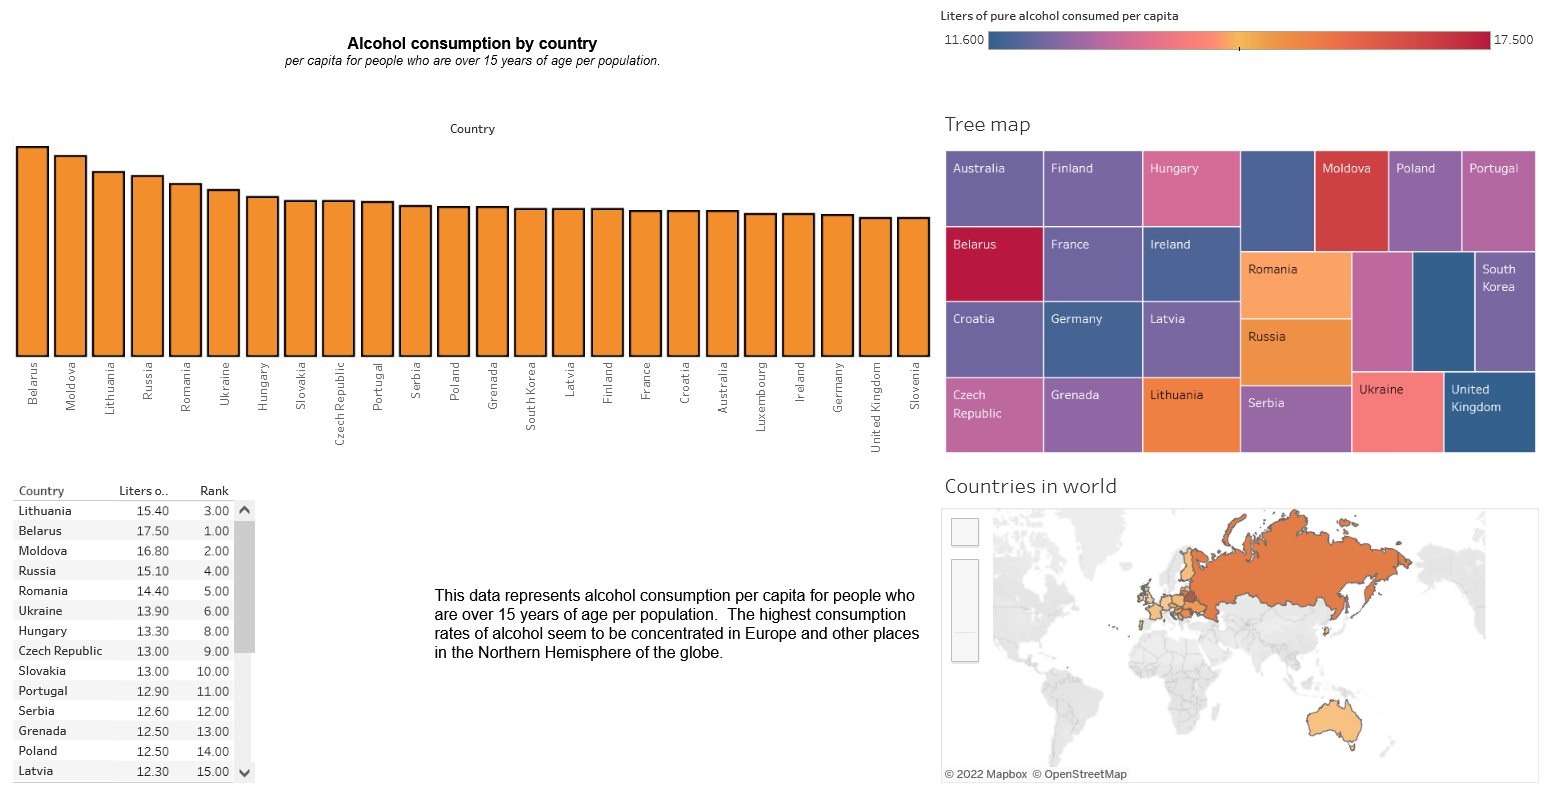 Alcohol consumption by country
per capita for people who are over 15 years of age per population.
Country
Belarus
Moldova
Lithuania
Russia
Romania
Ukraine
Hungary
Slovakia
Czech Republic
Portugal
Serbia
Poland
Grenada
South Korea
Latvia
Finland
France
Croatia
Australia
Luxembourg
Ireland
Germany
United Kingdom
Slovenia
Liters of pure alcohol consumed per capita
11.600 17.500
Tree map
Australia
Finland
Hungary
Moldova
Poland
Portugal
Belarus
France
Ireland
Romania
South
Korea
Croatia
Germany
Latvia
Russia
Czech
Republic
Grenada
Lithuania
Serbia
Ukraine
United
Kingdom
Country Liters o.. Rank
Lithuania 15.40 3.00
Belarus 17.50 1.00
Moldova 16.80 2.00
Russia 15.10 4.00
Romania 14.40 5.00
Ukraine 13.90 6.00
Hungary 13.30 8.00
Czech Republic 13.00 9.00
Slovakia 13.00 10.00
Portugal 12.90 11.00
Serbia 12.60 12.00
Grenada 12.50 13.00
Poland 12.50 14.00
Latvia 12.30 15.00
This data represents alcohol consumption per capita for people who
are over 15 years of age per population.  The highest consumption
rates of alcohol seem to be concentrated in Europe and other places
in the Northern Hemisphere of the globe.
Countries in world
© 2022 Mapbox © OpenStreetMap